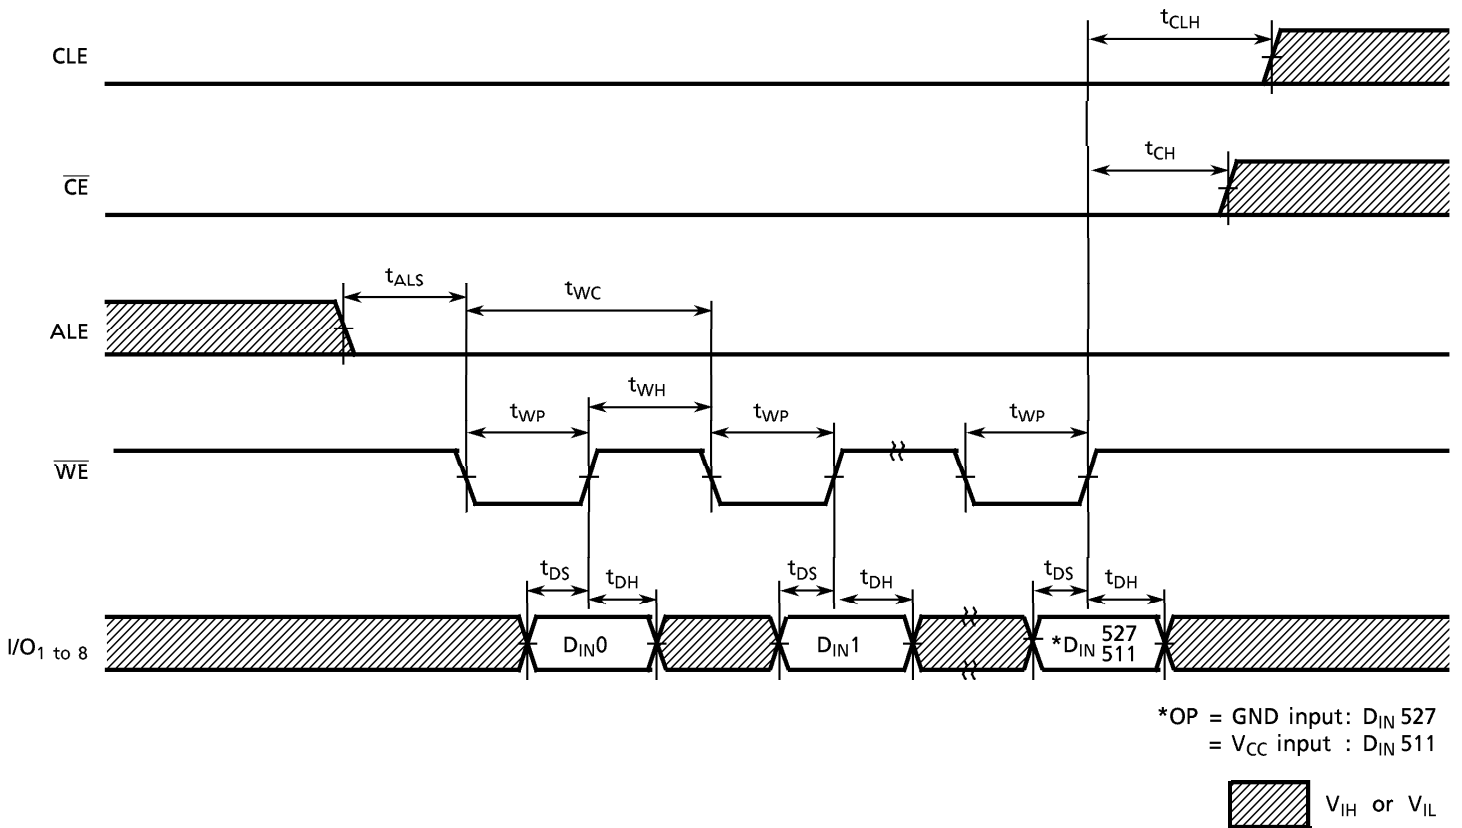 tCLH
CLE
tCH
CE
tALS
tWC
ALE
tWH
tWP tWP tWP
WE
tDS tDH tDS tDH tDS tDH
I/O1 to 8 DIN0 DIN1 *DIN 527
511
*OP = GND input: DIN 527
= VCC input : DIN 511
VIH or VIL